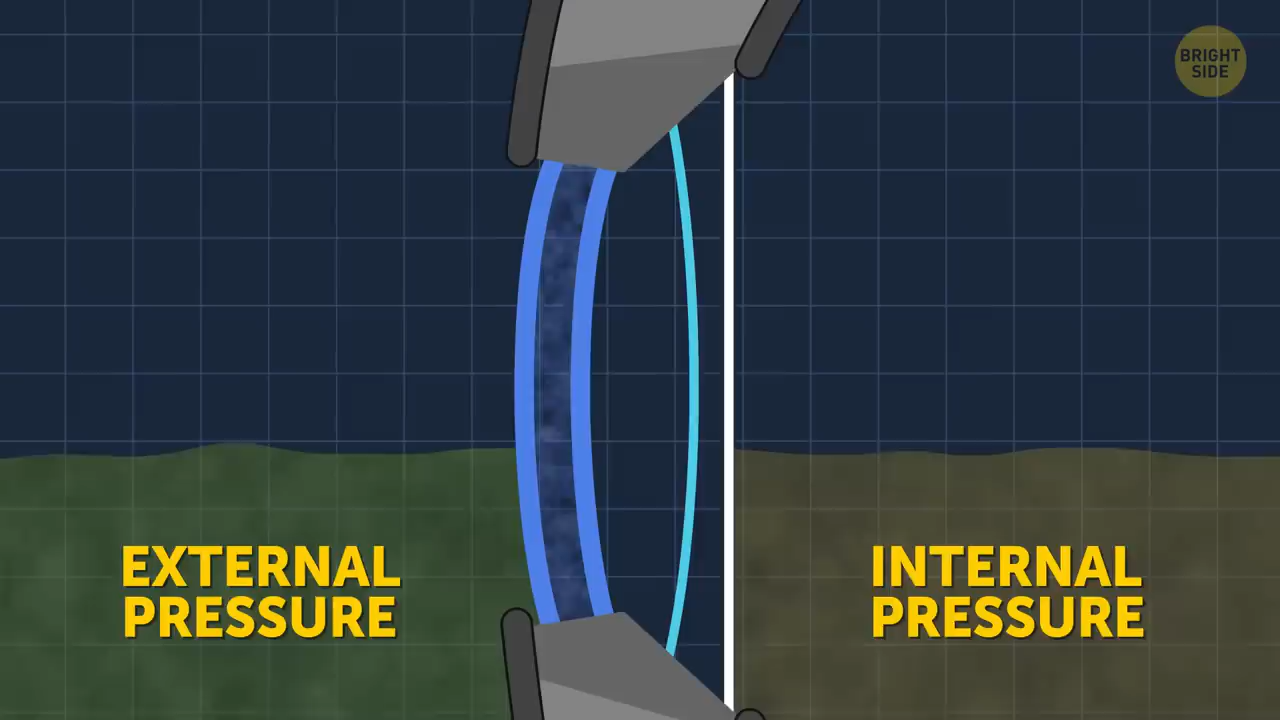 BRIGHT
SIDE
EXTERNAL
PRESSURE
INTERNAL
PRESSURE